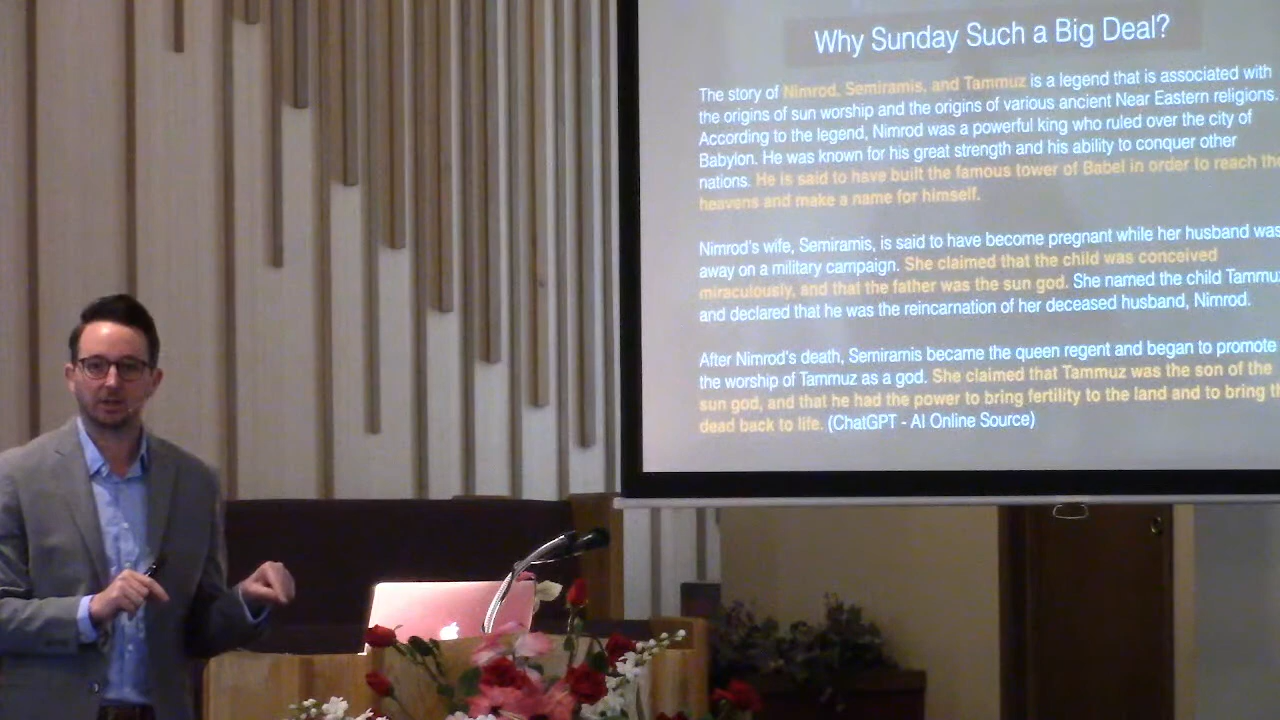 Why Sunday Such a Big Deal?
The story of Nimrod, Semiramis, and Tammuz is a legend that is associated with
the origins of sun worship and the origins of various ancient Near Eastern religions.
According to the legend, Nimrod was a powerful king who ruled over the city of
Babylon. He was known for his great strength and his ability to conquer other
nations. He is said to have built the famous tower of Babel in order to reach the
heavens and make a name for himself.
Nimrod's wife, Semiramis, is said to have become pregnant while her husband was
away on a military campaign. She claimed that the child was conceived
miraculously, and that the father was the sun god. She named the child Tammuz
and declared that he was the reincarnation of her deceased husband, Nimrod.
After Nimrod's death, Semiramis became the queen regent and began to promote
the worship of Tammuz as a god. She claimed that Tammuz was the son of the
sun god, and that he had the power to bring fertility to the land and to bring th
dead back to life. (ChatGPT - AI Online Source)